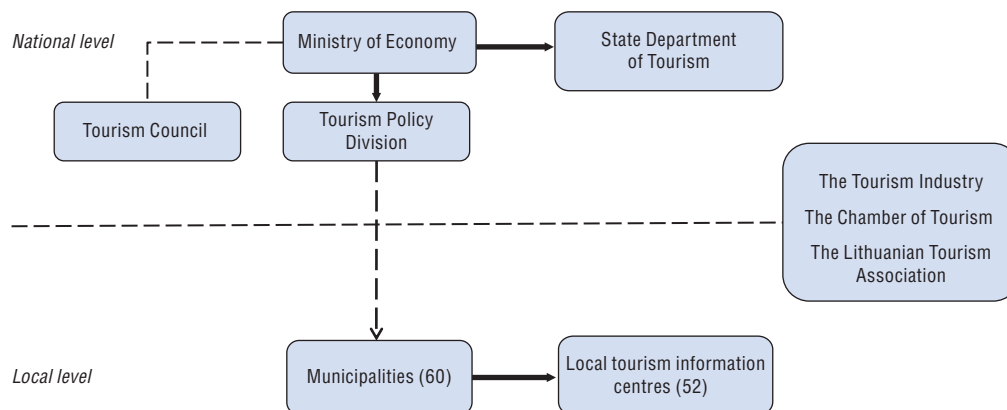 National level
Ministry of Economy
State Department
of Tourism
Tourism Council
Tourism Policy
Division
The Tourism Industry
The Chamber of Tourism
The Lithuanian Tourism
Association
Local level
Municipalities (60)
Local tourism information
centres (52)